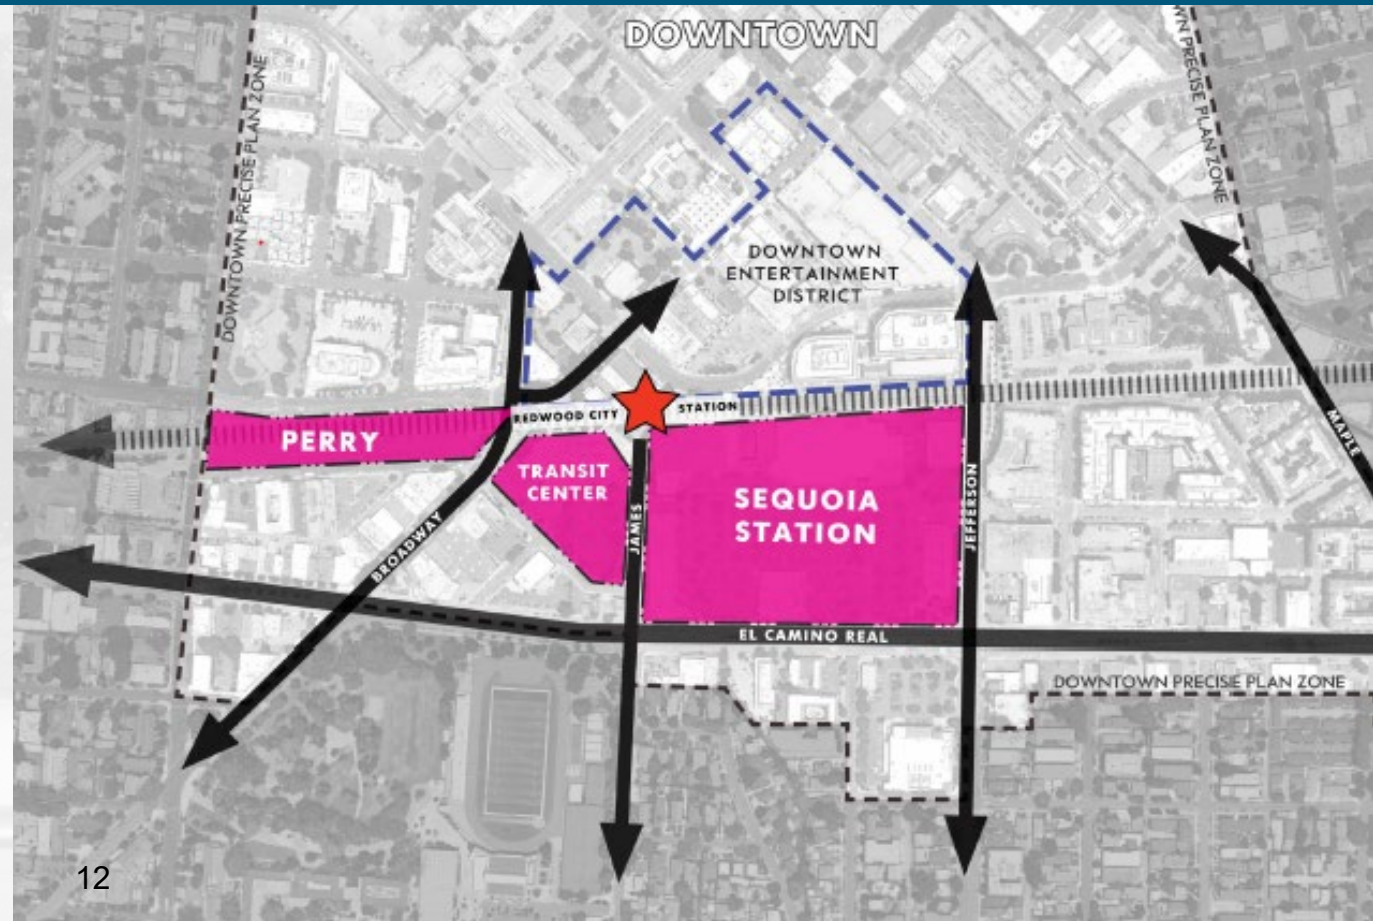 DOWNTOWN
DOWNTOWN PRECISE PLAN ZONE
WN PRECISE PLAN ZONE
DOWNTOWN
ENTERTAINMENT
DISTRICT
REDWOOD CITY
STATION
PERRY
TRANSIT
CENTER
SEQUOIA
STATION
MAPLE
JAMES
JEFFERSON
BROADWAY
EL CAMINO REAL
DOWNTOWN PRECISE PLAN ZONE
12